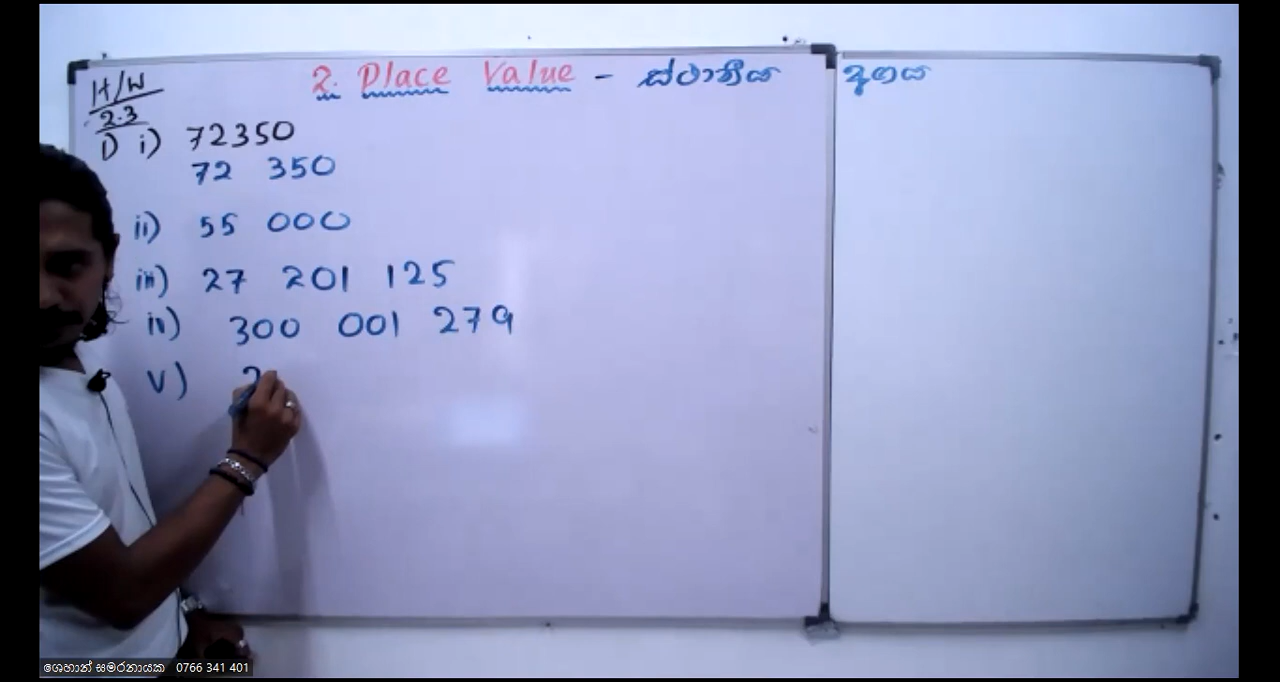 2. Place Value - ස්ථානීය අගය
H/W
2.3
1) i) 72350
72 350
ii) 55 000
iii) 27 201 125
iv) 300 001 279
v) 2
ශෙහාන් සමරනායක 0766 341 401